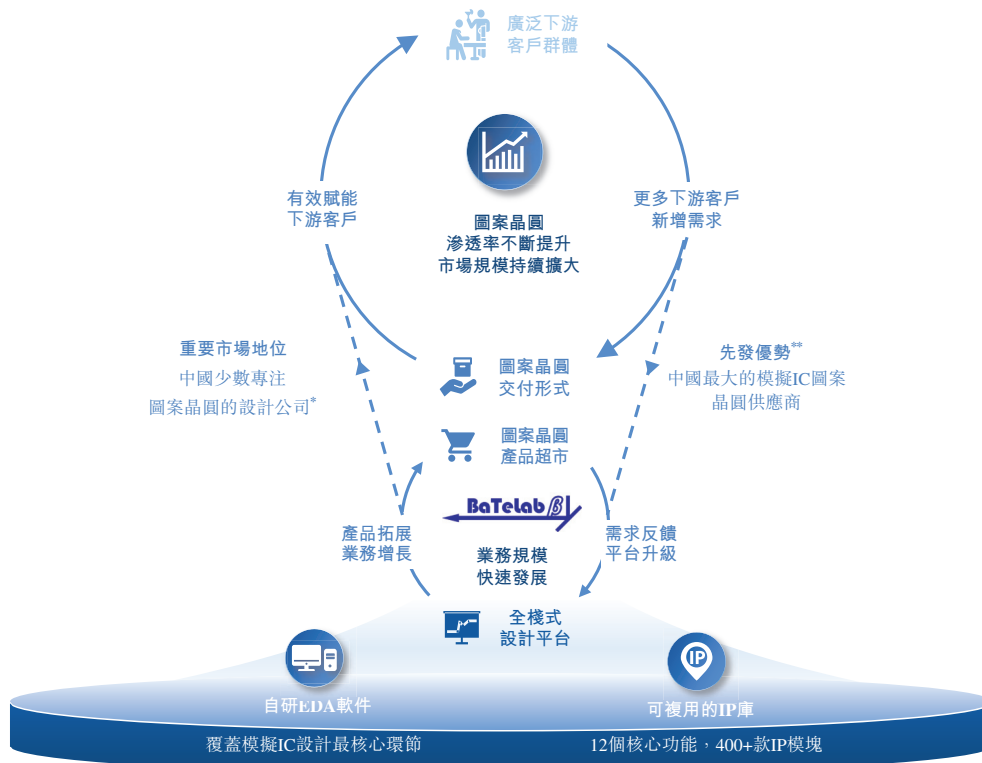 廣泛下游
客戶群體
有效賦能
下游客戶
更多下游客戶
新增需求
圖案晶圓
滲透率不斷提升
市場規模持續擴大
重要市場地位
中國少數專注
圖案晶圓的設計公司*
先發優勢**
中國最大的模擬IC圖案
晶圓供應商
圖案晶圓
交付形式
圖案晶圓
產品超市
BaTeLab β
產品拓展
業務增長
需求反饋
平台升級
業務規模
快速發展
全棧式
設計平台
IP
自研EDA軟件
可複用的IP庫
覆蓋模擬IC設計最核心環節
12個核心功能，400+款IP模塊